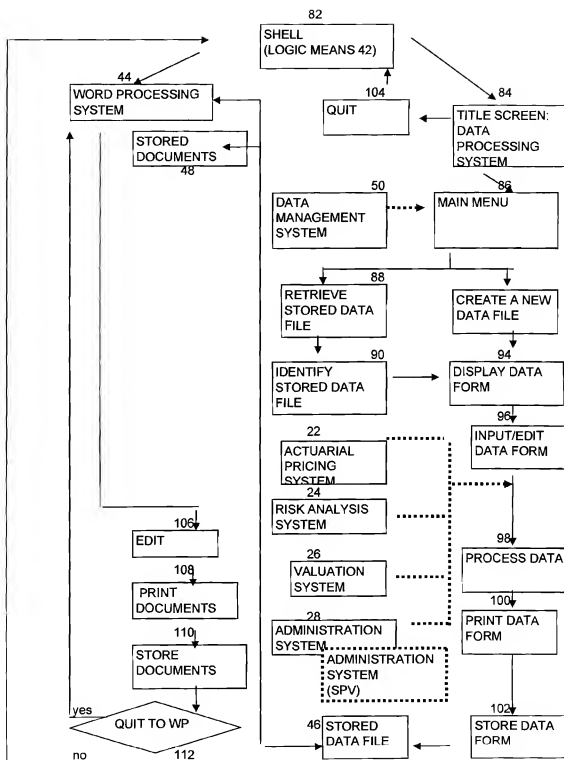 82
SHELL
(LOGIC MEANS 42)
44
WORD PROCESSING
SYSTEM
104
QUIT
84
TITLE SCREEN:
DATA
PROCESSING
SYSTEM
STORED
DOCUMENTS
48
50
DATA
MANAGEMENT
SYSTEM
86
MAIN MENU
88
RETRIEVE
STORED DATA
FILE
CREATE A NEW
DATA FILE
90
IDENTIFY
STORED DATA
FILE
94
DISPLAY DATA
FORM
96
INPUT/EDIT
DATA FORM
22
ACTUARIAL
PRICING
SYSTEM
24
RISK ANALYSIS
SYSTEM
106
EDIT
26
VALUATION
SYSTEM
98
PROCESS DATA
108
PRINT
DOCUMENTS
100
PRINT DATA
FORM
28
ADMINISTRATION
SYSTEM
ADMINISTRATION
SYSTEM
(SPV)
110
STORE
DOCUMENTS
yes
QUIT TO WP
112
no
46
STORED
DATA FILE
102
STORE DATA
FORM